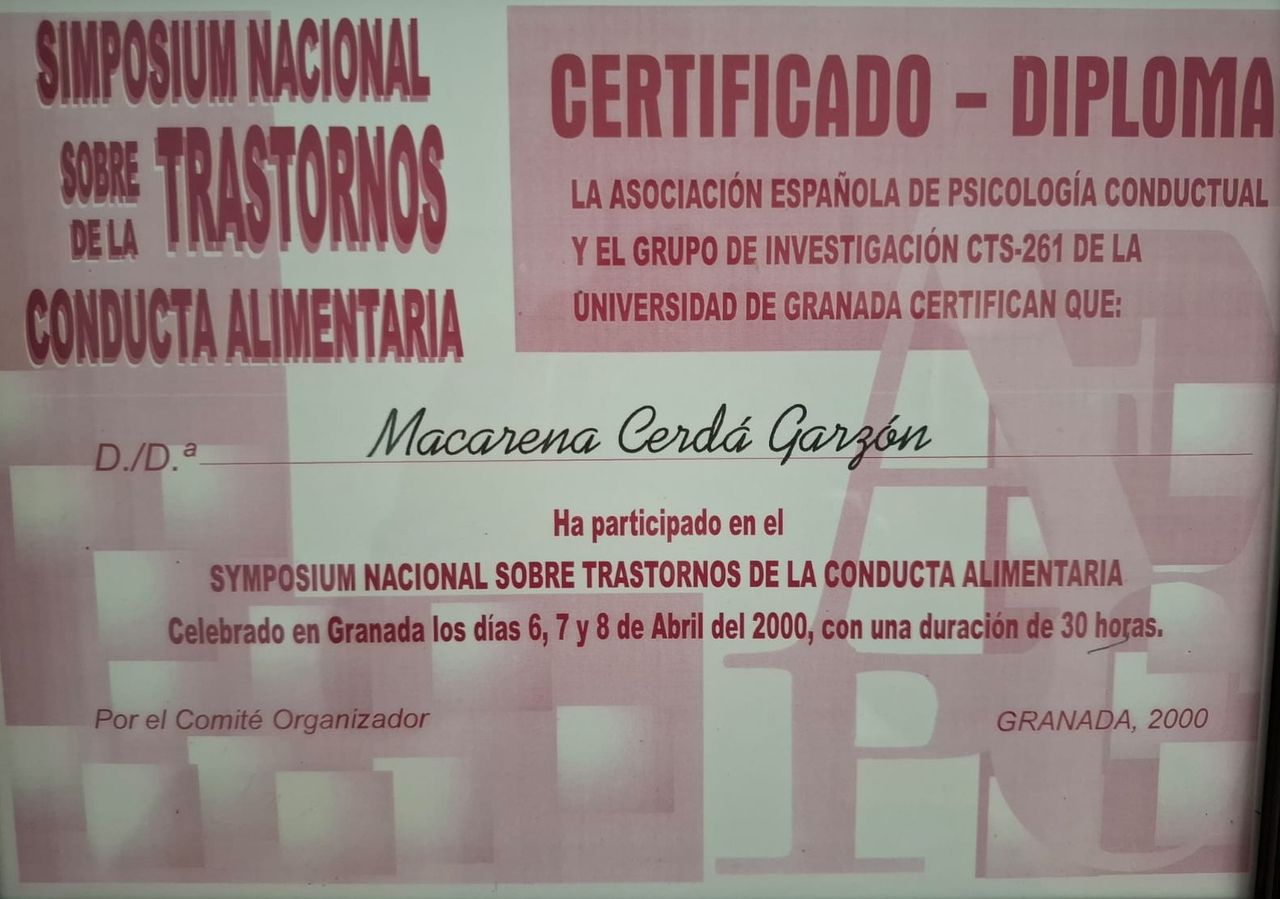 SIMPOSIUM NACIONAL
SOBRE
DE LA
TRASTORNOS
CONDUCTA ALIMENTARIA
CERTIFICADO – DIPLOMA
LA ASOCIACIÓN ESPAÑOLA DE PSICOLOGÍA CONDUCTUAL
Y EL GRUPO DE INVESTIGACIÓN CTS-261 DE LA
UNIVERSIDAD DE GRANADA CERTIFICAN QUE:
D./D.ª Macarena Cerdá Garzón
Ha participado en el
SYMPOSIUM NACIONAL SOBRE TRASTORNOS DE LA CONDUCTA ALIMENTARIA
Celebrado en Granada los días 6, 7 y 8 de Abril del 2000, con una duración de 30 horas.
Por el Comité Organizador
GRANADA, 2000